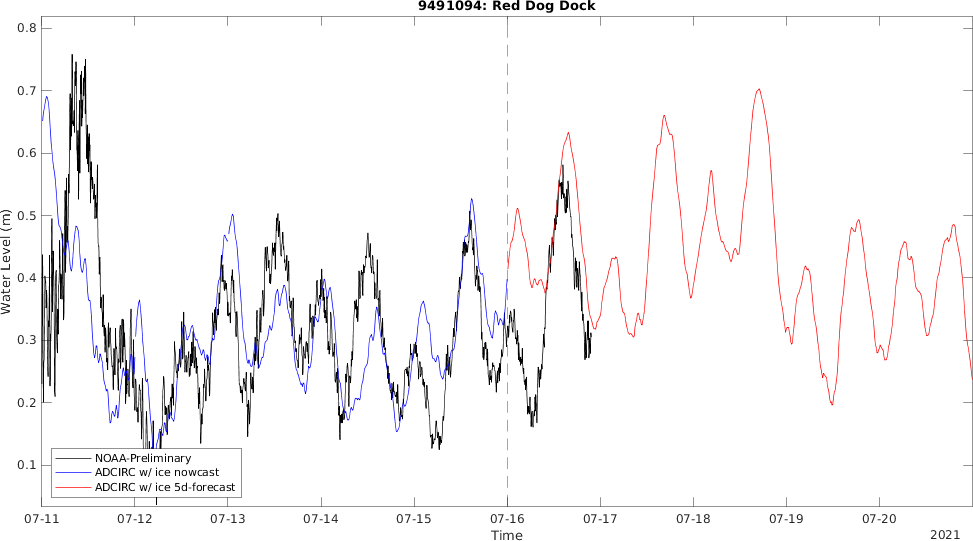 9491094: Red Dog Dock
0.8
0.7
0.6
0.5
0.4
0.3
0.2
0.1
Water Level (m)
NOAA-Preliminary
ADCIRC w/ ice nowcast
ADCIRC w/ ice 5d-forecast
07-11 07-12 07-13 07-14 07-15 07-16 07-17 07-18 07-19 07-20
Time
2021